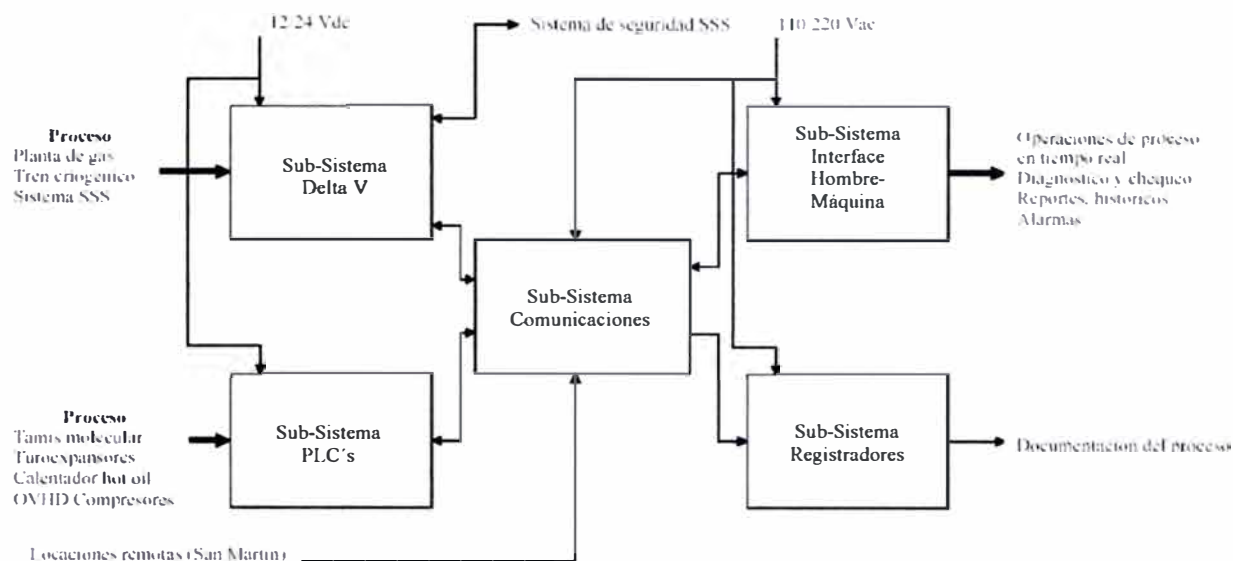 12-24 Vdc
Sistema de seguridad SSS
110-220 Vac
Proceso
Planta de gas
Tren criogénico
Sistema SSS
Sub-Sistema
Delta V
Sub-Sistema
Interface
Hombre-
Máquina
Operaciones de proceso
en tiempo real
Diagnostico y chequeo
Reportes, históricos
Alarmas
Sub-Sistema
Comunicaciones
Proceso
Tamis molecular
Turoexpansores
Calentador hot oil
OVHD Compresores
Sub-Sistema
PLC´s
Sub-Sistema
Registradores
Documentación del proceso
Locaciones remotas (San Martin)